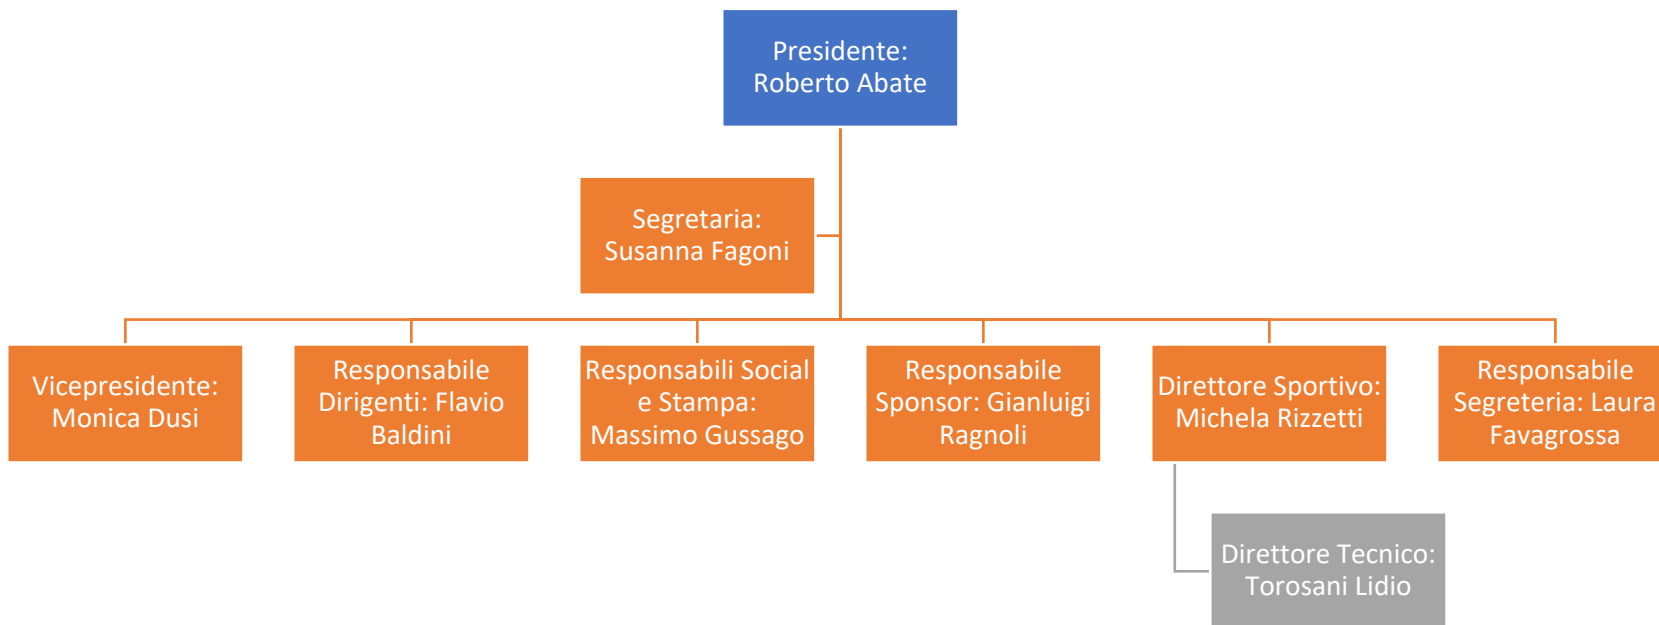 Presidente:
Roberto Abate
Segretaria:
Susanna Fagoni
Vicepresidente:
Monica Dusi
Responsabile
Dirigenti: Flavio
Baldini
Responsabili Social
e Stampa:
Massimo Gussago
Responsabile
Sponsor: Gianluigi
Ragnoli
Direttore Sportivo:
Michela Rizzetti
Responsabile
Segreteria: Laura
Favagrossa
Direttore Tecnico:
Torosani Lidio